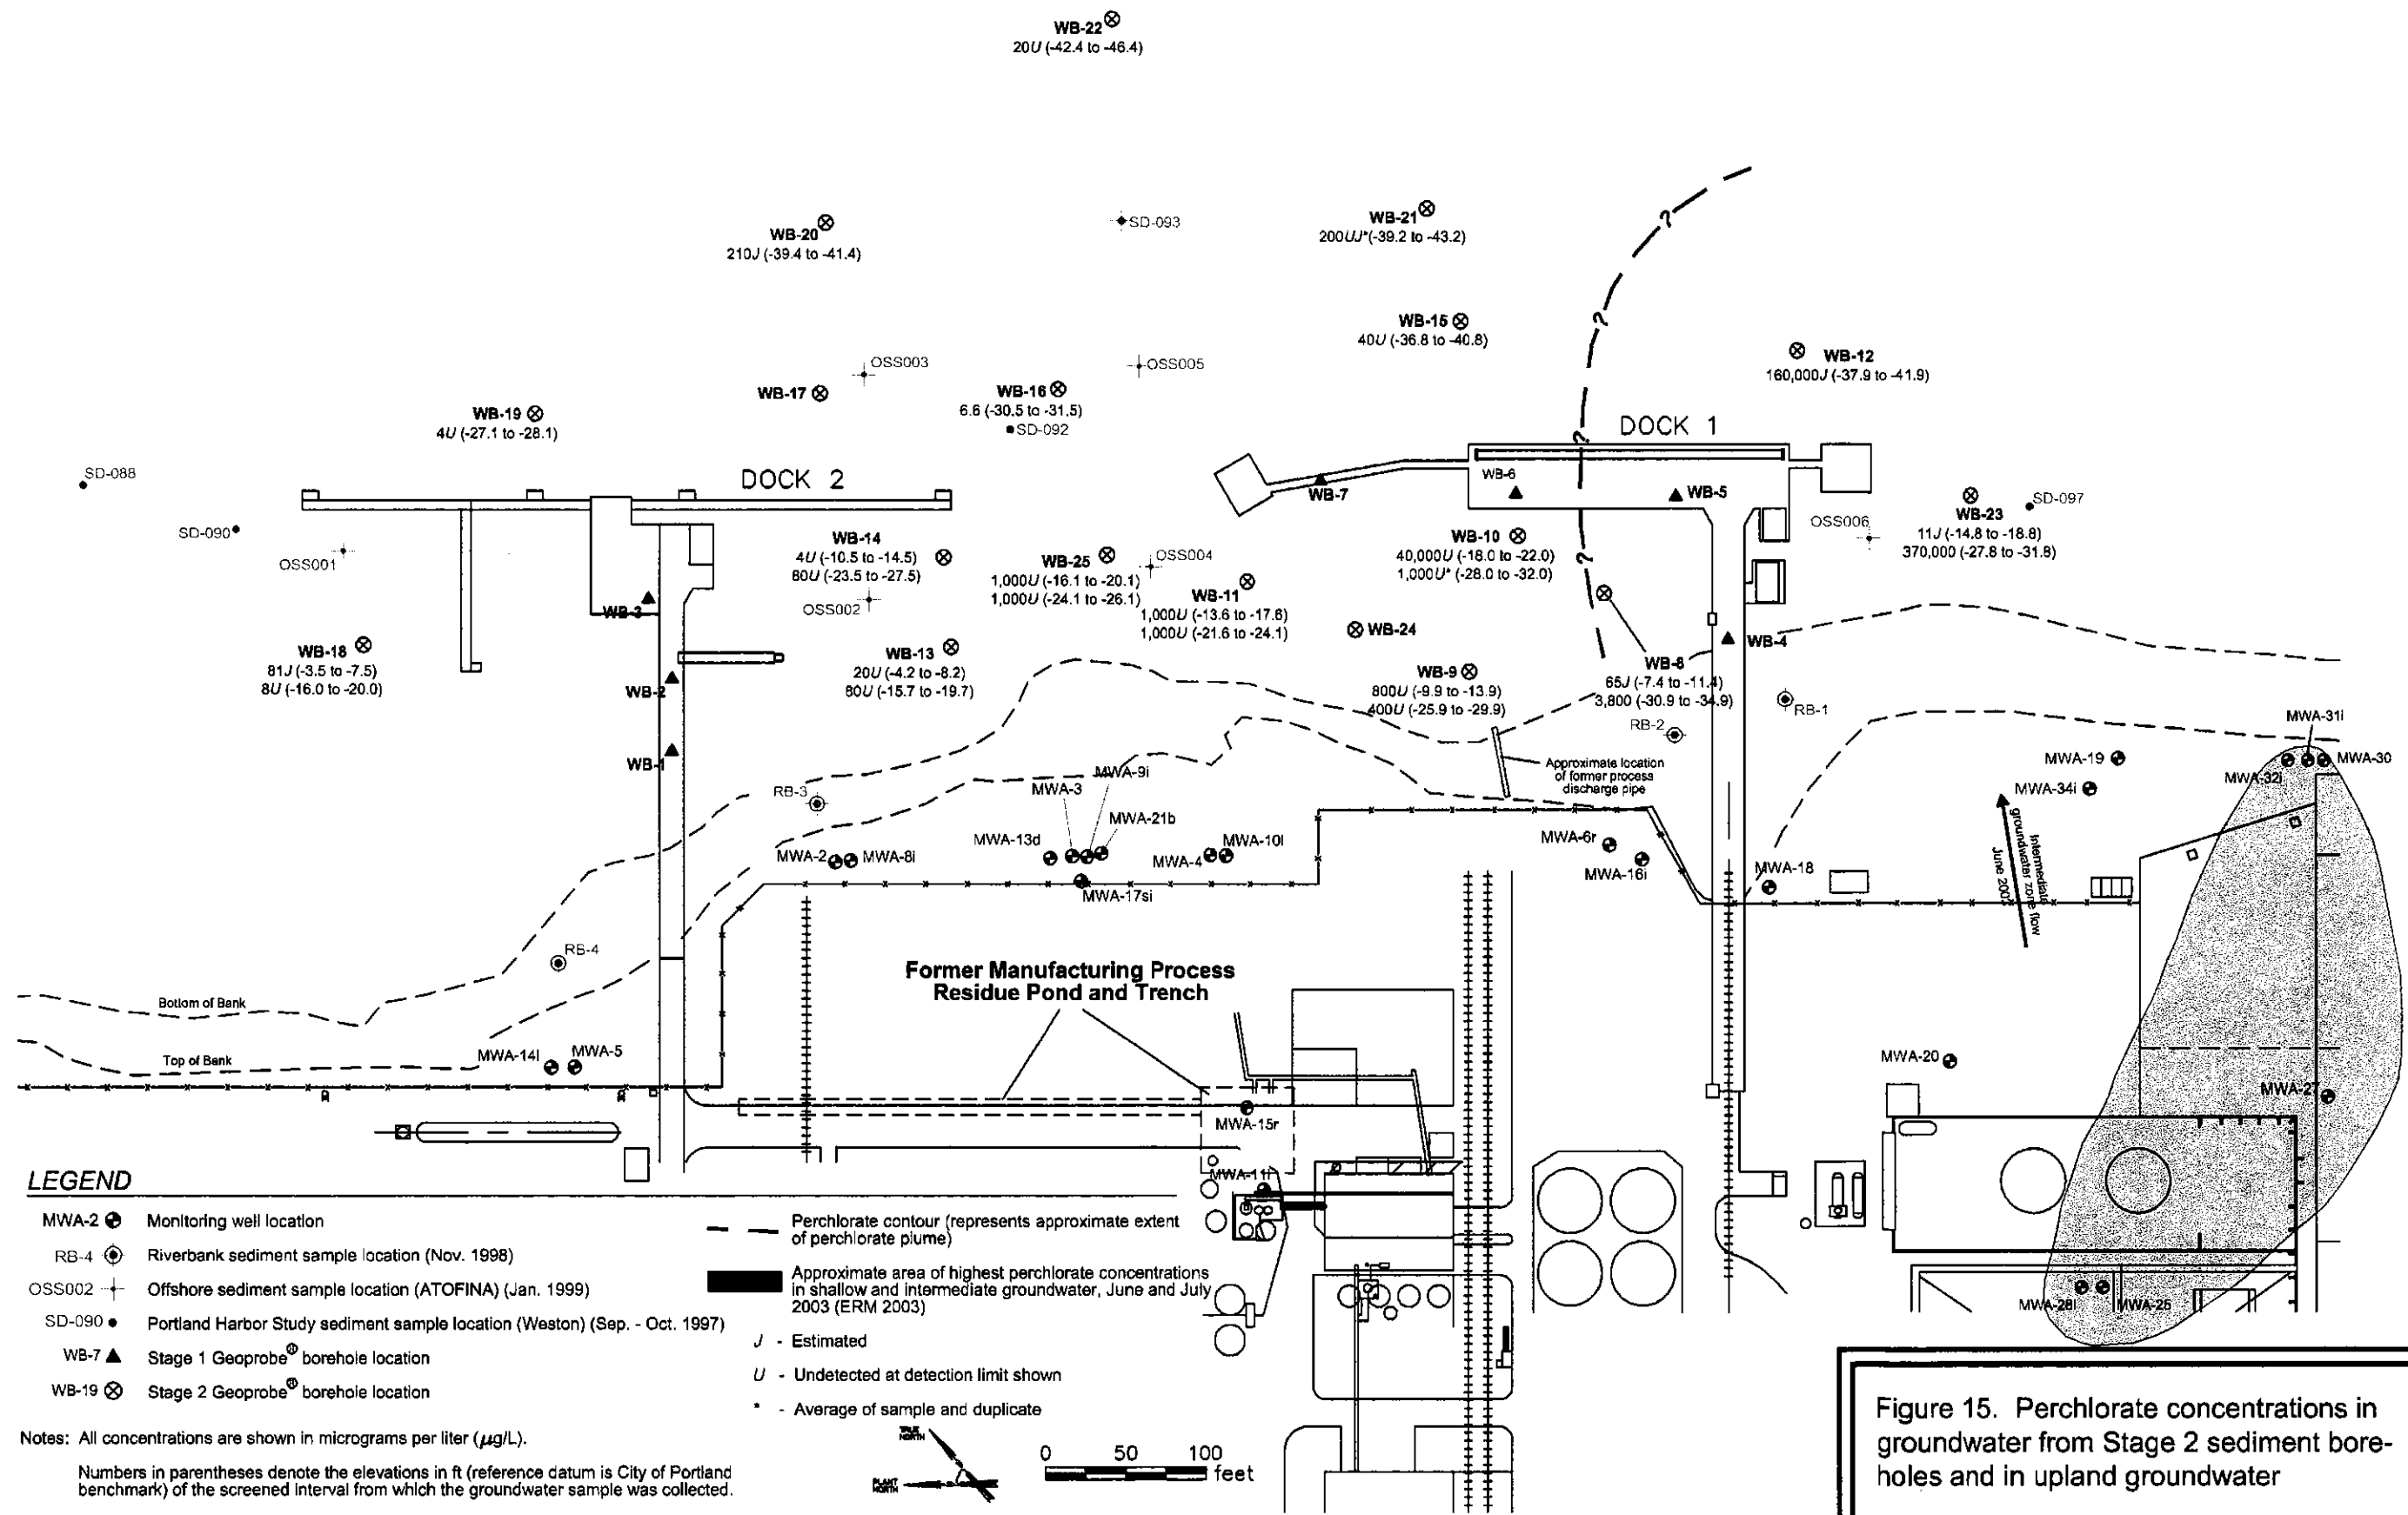 WB-22
20U (-42.4 to -46.4)
WB-20
210J (-39.4 to -41.4)
SD-093
WB-21
200UJ*(-39.2 to -43.2)
?
WB-15
40U (-36.8 to -40.8)
?
WB-12
160,000J (-37.9 to -41.9)
OSS003
OSS005
WB-17
WB-16
6.6 (-30.5 to -31.5)
SD-092
WB-19
4U (-27.1 to -28.1)
DOCK 1
?
SD-088
DOCK 2
WB-7
WB-6
WB-5
SD-097
WB-23
11J (-14.8 to -18.8)
370,000 (-27.8 to -31.8)
OSS006
SD-090
OSS001
WB-14
4U (-10.5 to -14.5)
80U (-23.5 to -27.5)
OSS002
WB-25
1,000U (-16.1 to -20.1)
1,000U (-24.1 to -26.1)
OSS004
WB-11
1,000U (-13.6 to -17.6)
1,000U (-21.6 to -24.1)
WB-10
40,000U (-18.0 to -22.0)
1,000U* (-28.0 to -32.0)
?
WB-3
WB-24
WB-4
WB-18
81J (-3.5 to -7.5)
8U (-16.0 to -20.0)
WB-2
WB-13
20U (-4.2 to -8.2)
80U (-15.7 to -19.7)
WB-9
800U (-9.9 to -13.9)
400U (-25.9 to -29.9)
WB-8
65J (-7.4 to -11.4)
3,800 (-30.9 to -34.9)
RB-2
RB-1
WB-1
RB-3
Approximate location
of former process
discharge pipe
MWA-31i
MWA-19
MWA-30
MWA-32i
MWA-34i
MWA-9i
MWA-3
MWA-21b
MWA-13d
MWA-2
MWA-8i
MWA-4
MWA-10i
MWA-17si
MWA-6r
MWA-16i
MWA-18
Intermediate
groundwater zone flow
June 2003
RB-4
Former Manufacturing Process
Residue Pond and Trench
Bottom of Bank
Top of Bank
MWA-14i
MWA-5
MWA-20
MWA-27
MWA-15r
MWA-11i
MWA-28i
MWA-25
LEGEND
MWA-2 Monitoring well location
RB-4 Riverbank sediment sample location (Nov. 1998)
OSS002 Offshore sediment sample location (ATOFINA) (Jan. 1999)
SD-090 Portland Harbor Study sediment sample location (Weston) (Sep. - Oct. 1997)
WB-7 Stage 1 Geoprobe® borehole location
WB-19 Stage 2 Geoprobe® borehole location
Perchlorate contour (represents approximate extent
of perchlorate plume)
Approximate area of highest perchlorate concentrations
in shallow and intermediate groundwater, June and July
2003 (ERM 2003)
J - Estimated
U - Undetected at detection limit shown
* - Average of sample and duplicate
Notes: All concentrations are shown in micrograms per liter (µg/L).
Numbers in parentheses denote the elevations in ft (reference datum is City of Portland
benchmark) of the screened interval from which the groundwater sample was collected.
TRUE
NORTH
PLANT
NORTH
0 50 100
feet
Figure 15. Perchlorate concentrations in
groundwater from Stage 2 sediment bore-
holes and in upland groundwater